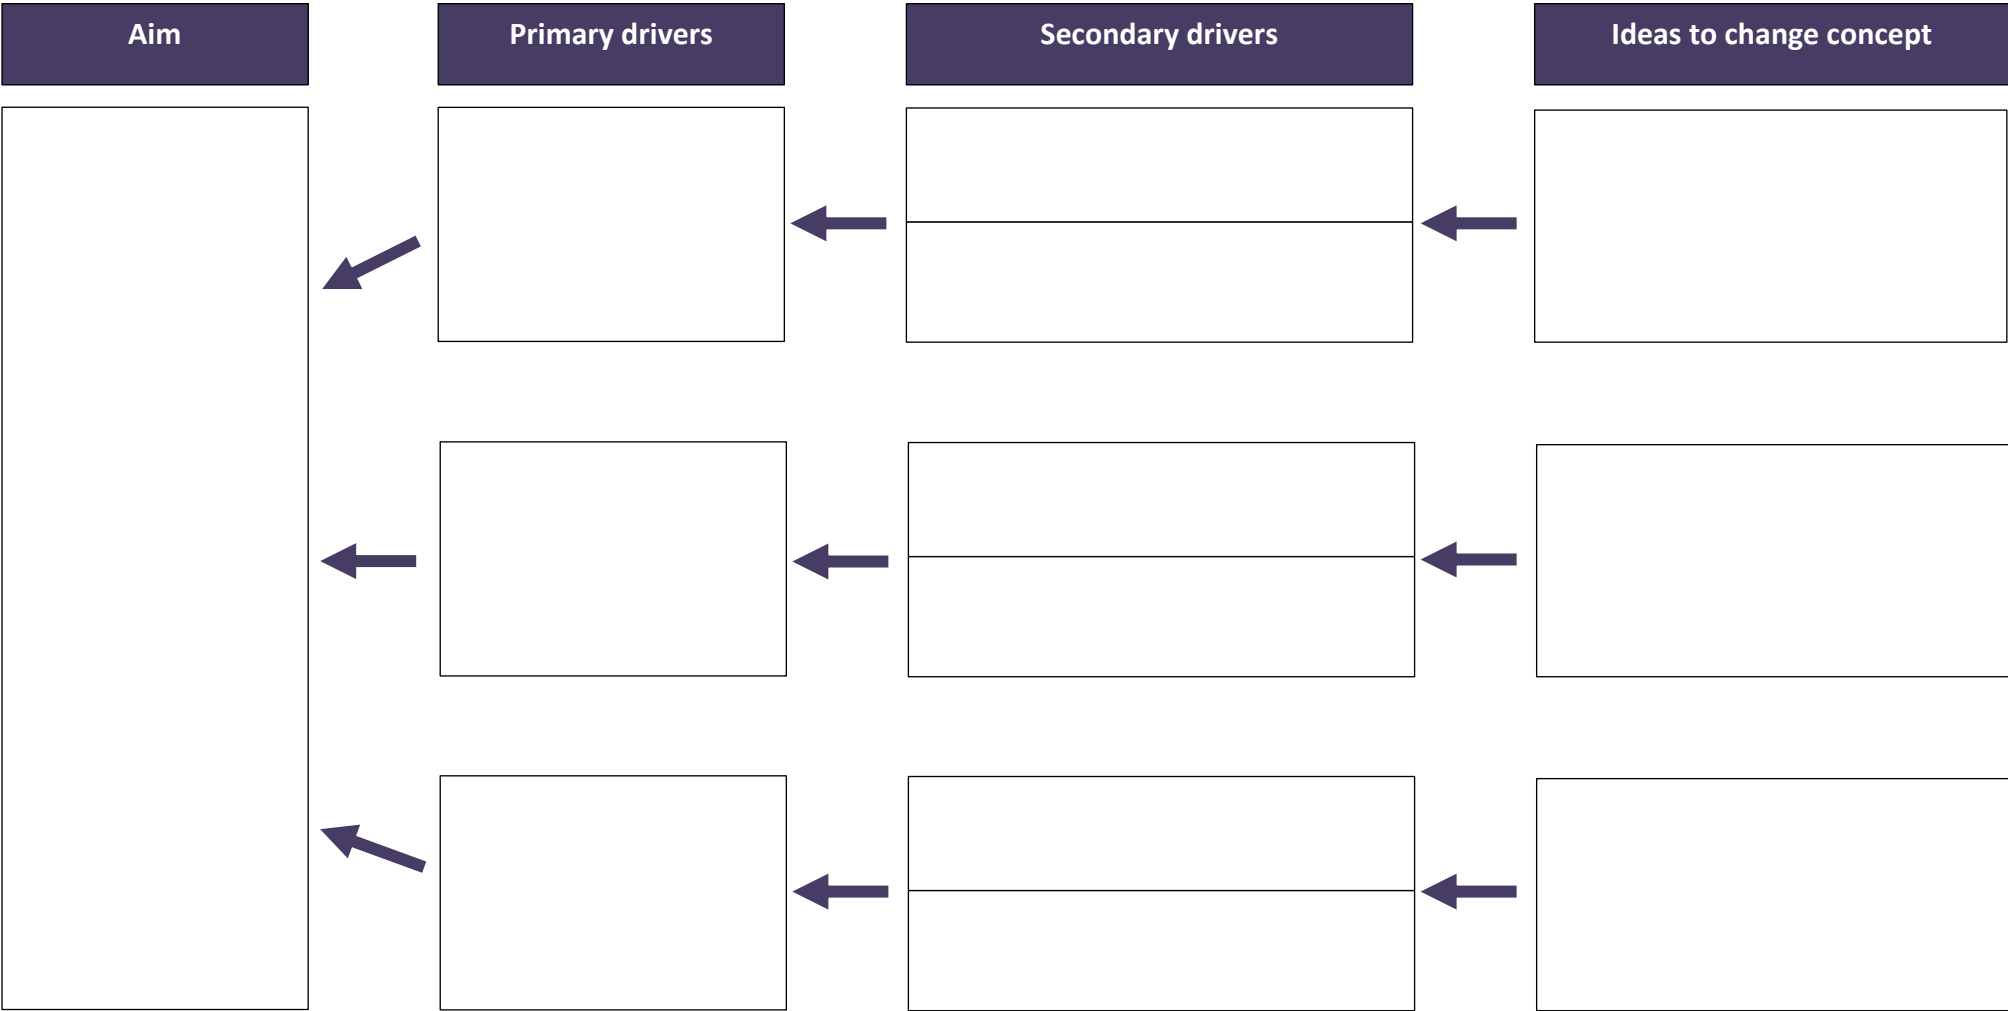 Aim
Primary drivers
Secondary drivers
Ideas to change concept